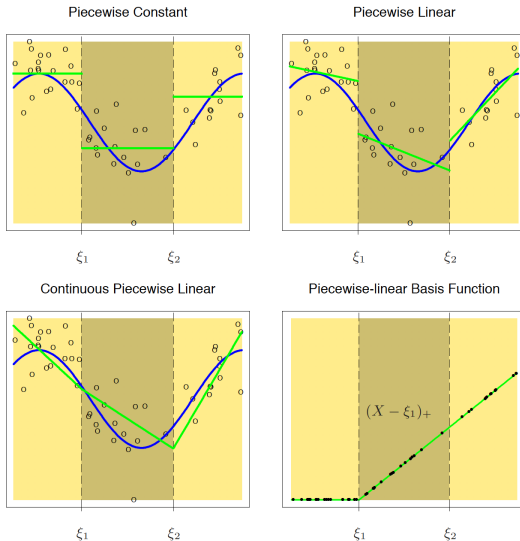 Piecewise Constant
Piecewise Linear
ξ₁ ξ₂
ξ₁ ξ₂
Continuous Piecewise Linear
Piecewise-linear Basis Function
(X − ξ₁)₊
ξ₁ ξ₂
ξ₁ ξ₂